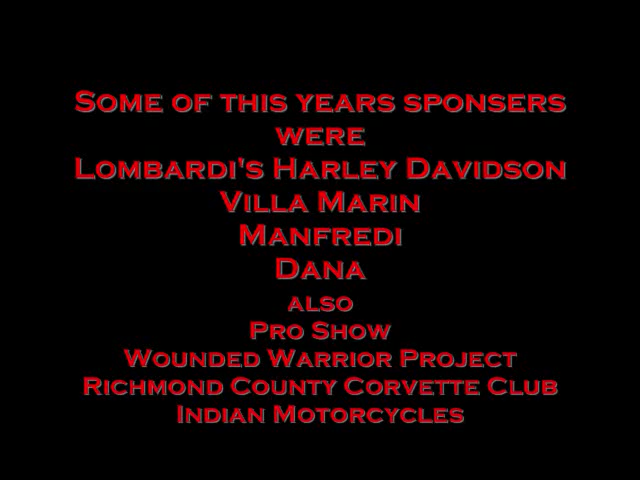 Some of this years sponsers
were
Lombardi's Harley Davidson
Villa Marin
Manfredi
Dana
also
Pro Show
Wounded Warrior Project
Richmond County Corvette Club
Indian Motorcycles